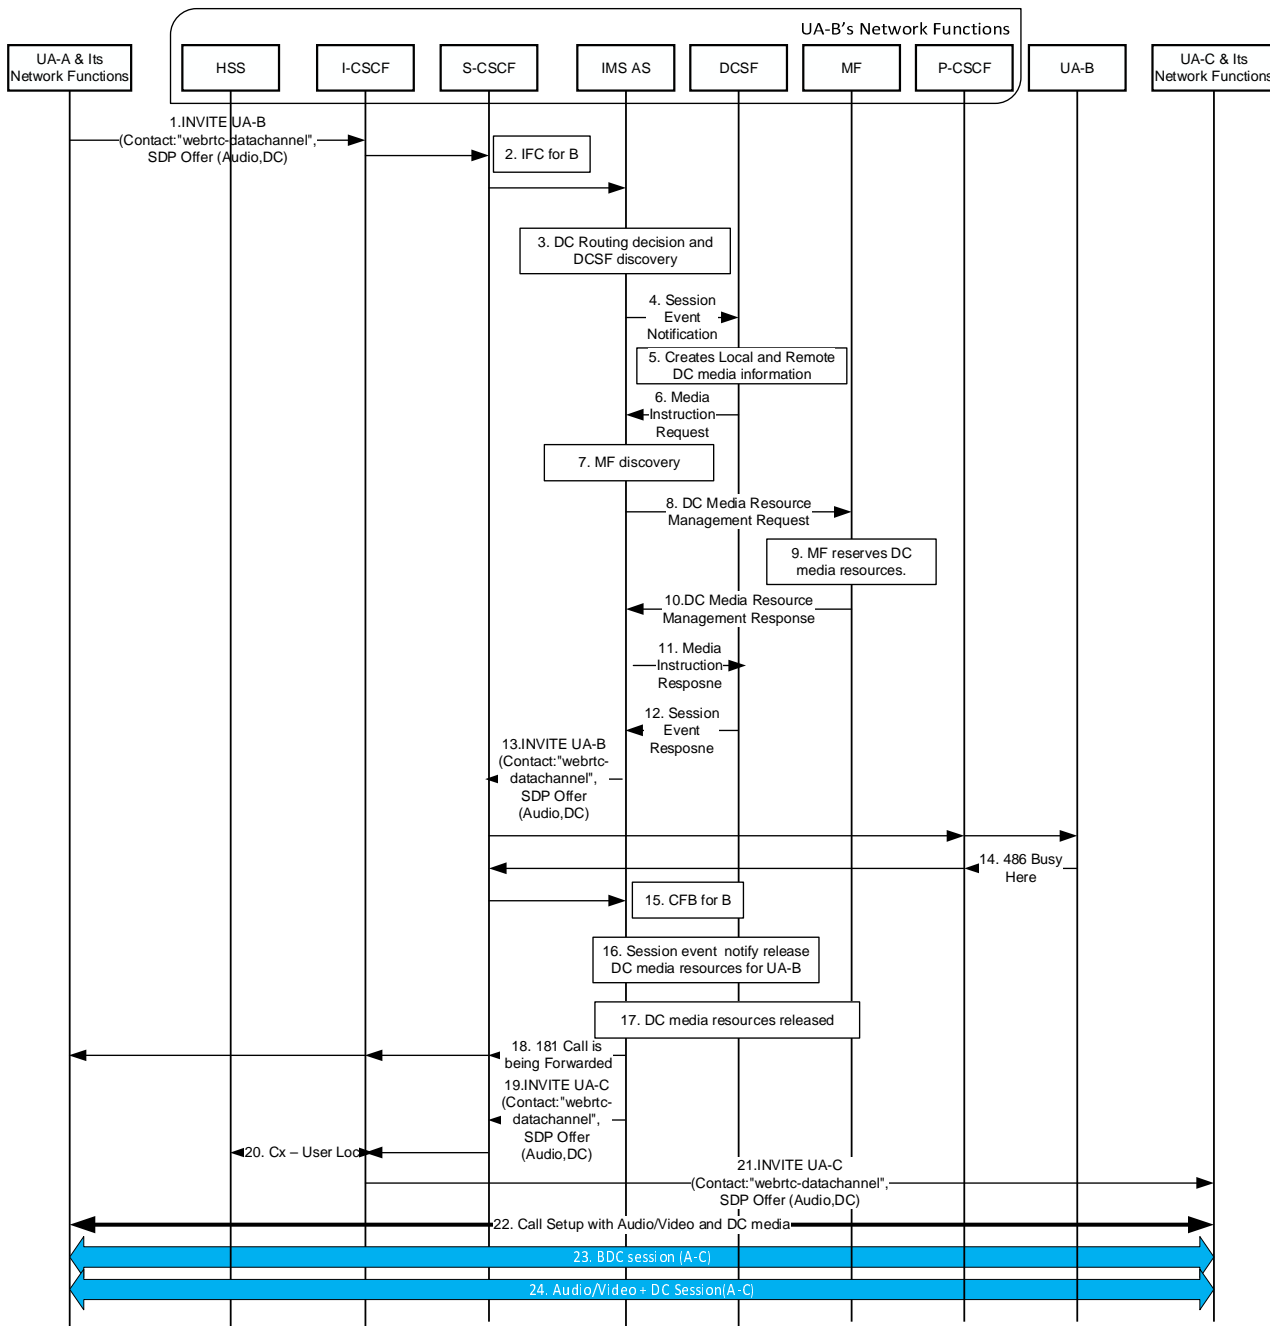 UA-B's Network Functions
UA-A & Its
Network Functions
HSS
I-CSCF
S-CSCF
IMS AS
DCSF
MF
P-CSCF
UA-B
UA-C & Its
Network Functions
1.INVITE UA-B
(Contact:"webrtc-datachannel",
SDP Offer (Audio,DC)
2. IFC for B
3. DC Routing decision and
DCSF discovery
4. Session
Event
Notification
5. Creates Local and Remote
DC media information
6. Media
Instruction
Request
7. MF discovery
8. DC Media Resource
Management Request
9. MF reserves DC
media resources.
10.DC Media Resource
Management Response
11. Media
Instruction
Resposne
12. Session
Event
Resposne
13.INVITE UA-B
(Contact:"webrtc-
datachannel",
SDP Offer
(Audio,DC)
14. 486 Busy
Here
15. CFB for B
16. Session event notify release
DC media resources for UA-B
17. DC media resources released
18. 181 Call is
being Forwarded
19.INVITE UA-C
(Contact:"webrtc-
datachannel",
SDP Offer
(Audio,DC)
20. Cx – User Loc
21.INVITE UA-C
(Contact:"webrtc-datachannel",
SDP Offer (Audio,DC)
22. Call Setup with Audio/Video and DC media
23. BDC session (A-C)
24. Audio/Video + DC Session(A-C)